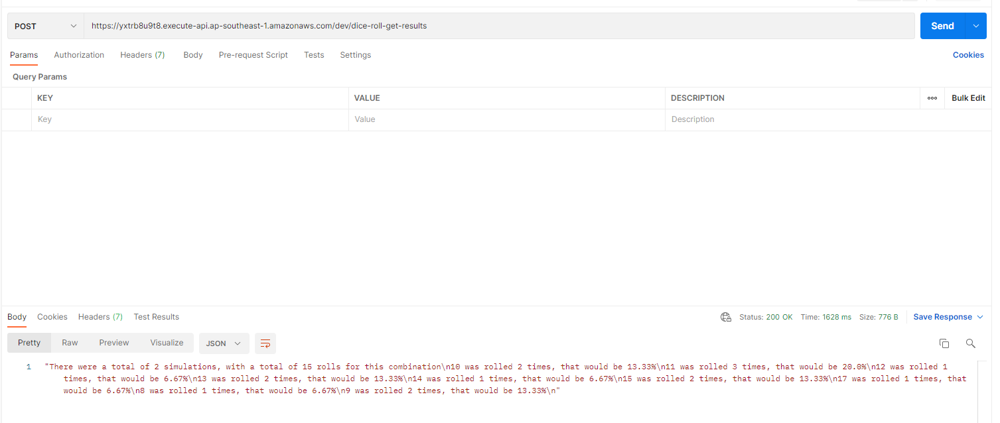 POST
https://yxtrb8u9t8.execute-api.ap-southeast-1.amazonaws.com/dev/dice-roll-get-results
Send
Params Authorization Headers (7) Body Pre-request Script Tests Settings Cookies
Query Params
KEY VALUE DESCRIPTION Bulk Edit
Key Value Description
Body Cookies Headers (7) Test Results Status: 200 OK Time: 1628 ms Size: 776 B Save Response
Pretty Raw Preview Visualize JSON
1 "There were a total of 2 simulations, with a total of 15 rolls for this combination\n10 was rolled 2 times, that would be 13.33%\n11 was rolled 3 times, that would be 20.0%\n12 was rolled 1
times, that would be 6.67%\n13 was rolled 2 times, that would be 13.33%\n14 was rolled 1 times, that would be 6.67%\n15 was rolled 2 times, that would be 13.33%\n17 was rolled 1 times, that
would be 6.67%\n8 was rolled 1 times, that would be 6.67%\n9 was rolled 2 times, that would be 13.33%\n"